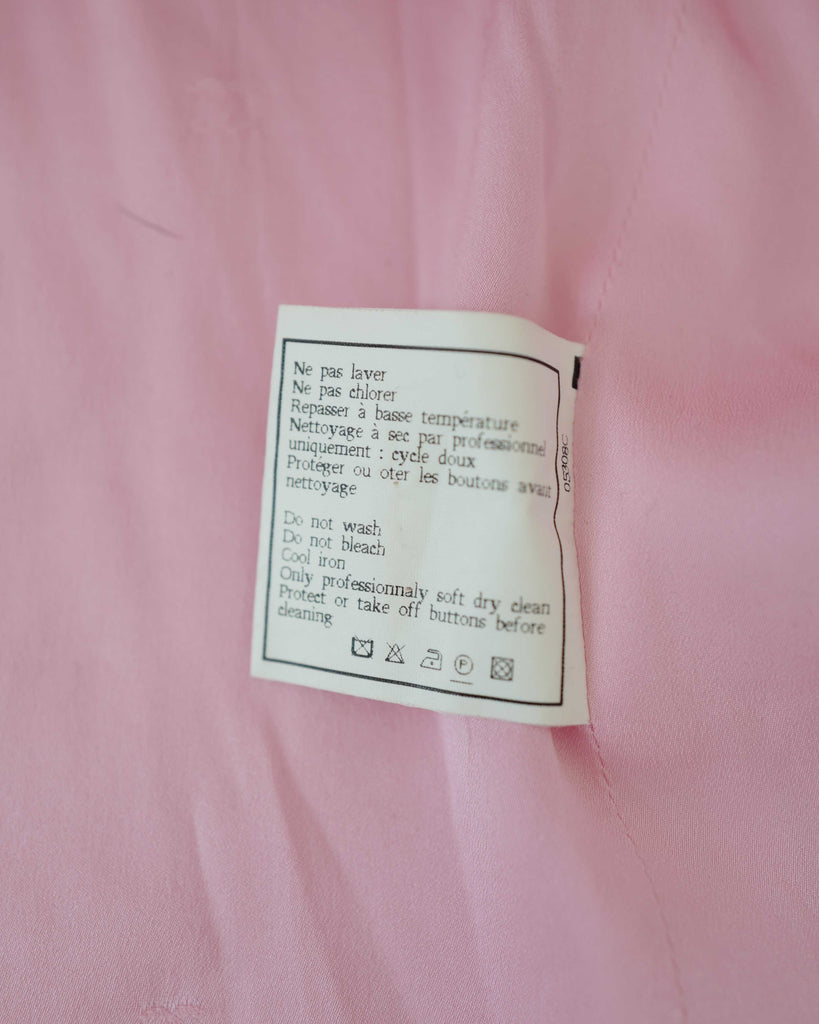 Ne pas laver
Ne pas chlorer
Repasser à basse température
Nettoyage à sec par professionnel
uniquement : cycle doux
Protéger ou oter les boutons avant
nettoyage
Do not wash
Do not bleach
Cool iron
Only professionnaly soft dry clean
Protect or take off buttons before
cleaning
P
05308C